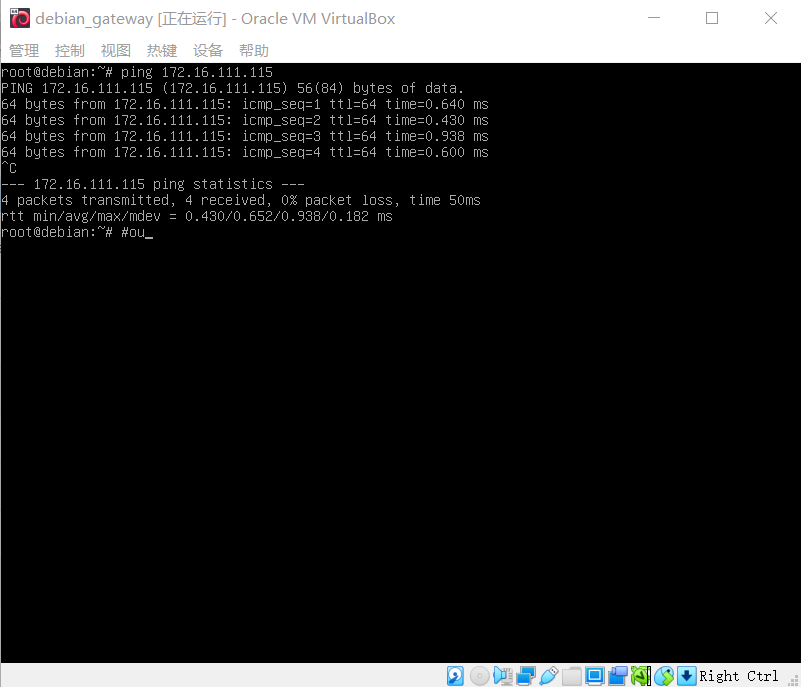 debian_gateway [正在运行] - Oracle VM VirtualBox
管理 控制 视图 热键 设备 帮助
root@debian:~# ping 172.16.111.115
PING 172.16.111.115 (172.16.111.115) 56(84) bytes of data.
64 bytes from 172.16.111.115: icmp_seq=1 ttl=64 time=0.640 ms
64 bytes from 172.16.111.115: icmp_seq=2 ttl=64 time=0.430 ms
64 bytes from 172.16.111.115: icmp_seq=3 ttl=64 time=0.938 ms
64 bytes from 172.16.111.115: icmp_seq=4 ttl=64 time=0.600 ms
^C
--- 172.16.111.115 ping statistics ---
4 packets transmitted, 4 received, 0% packet loss, time 50ms
rtt min/avg/max/mdev = 0.430/0.652/0.938/0.182 ms
root@debian:~# #ou_
Right Ctrl